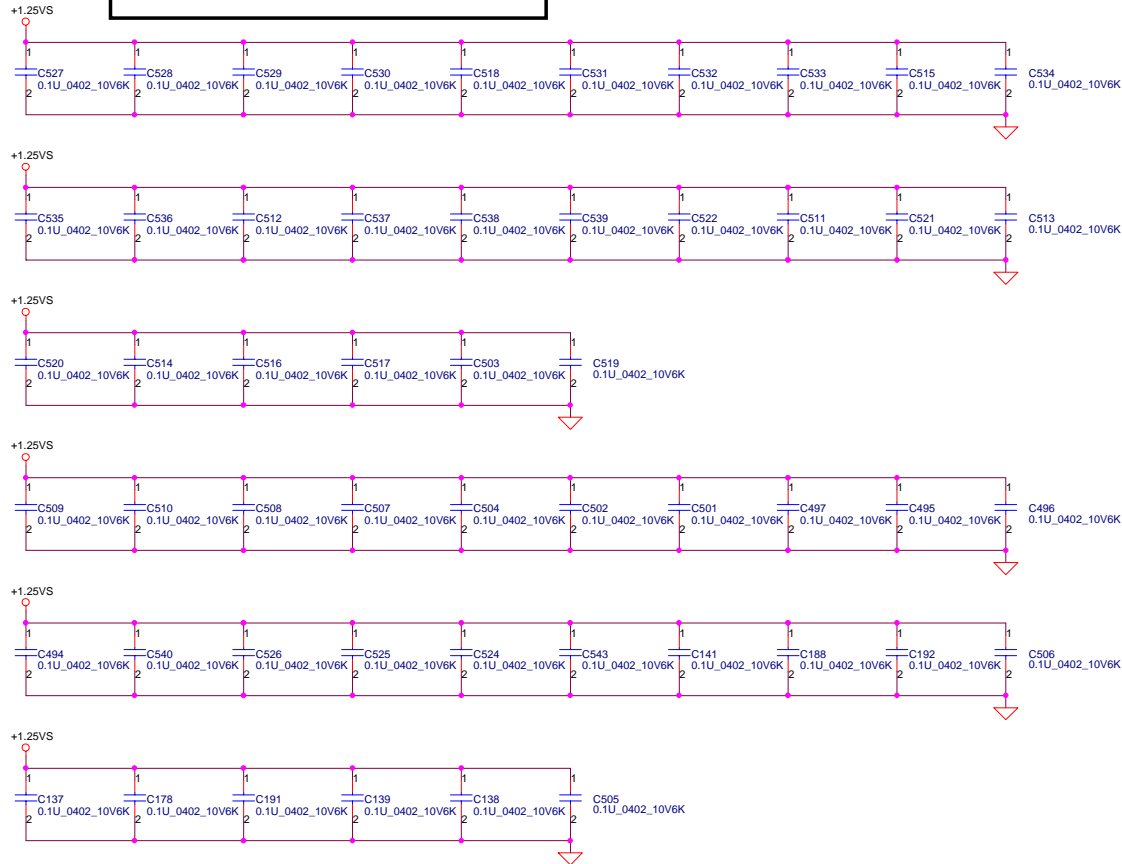 +1.25VS
1 1 1 1 1 1 1 1 1 1
C527 C528 C529 C530 C518 C531 C532 C533 C515 C534
0.1U_0402_10V6K 0.1U_0402_10V6K 0.1U_0402_10V6K 0.1U_0402_10V6K 0.1U_0402_10V6K 0.1U_0402_10V6K 0.1U_0402_10V6K 0.1U_0402_10V6K 0.1U_0402_10V6K 0.1U_0402_10V6K
2 2 2 2 2 2 2 2 2 2
+1.25VS
1 1 1 1 1 1 1 1 1 1
C535 C536 C512 C537 C538 C539 C522 C511 C521 C513
0.1U_0402_10V6K 0.1U_0402_10V6K 0.1U_0402_10V6K 0.1U_0402_10V6K 0.1U_0402_10V6K 0.1U_0402_10V6K 0.1U_0402_10V6K 0.1U_0402_10V6K 0.1U_0402_10V6K 0.1U_0402_10V6K
2 2 2 2 2 2 2 2 2 2
+1.25VS
1 1 1 1 1 1
C520 C514 C516 C517 C503 C519
0.1U_0402_10V6K 0.1U_0402_10V6K 0.1U_0402_10V6K 0.1U_0402_10V6K 0.1U_0402_10V6K 0.1U_0402_10V6K
2 2 2 2 2 2
+1.25VS
1 1 1 1 1 1 1 1 1 1
C509 C510 C508 C507 C504 C502 C501 C497 C495 C496
0.1U_0402_10V6K 0.1U_0402_10V6K 0.1U_0402_10V6K 0.1U_0402_10V6K 0.1U_0402_10V6K 0.1U_0402_10V6K 0.1U_0402_10V6K 0.1U_0402_10V6K 0.1U_0402_10V6K 0.1U_0402_10V6K
2 2 2 2 2 2 2 2 2 2
+1.25VS
1 1 1 1 1 1 1 1 1 1
C494 C540 C526 C525 C524 C543 C141 C188 C192 C506
0.1U_0402_10V6K 0.1U_0402_10V6K 0.1U_0402_10V6K 0.1U_0402_10V6K 0.1U_0402_10V6K 0.1U_0402_10V6K 0.1U_0402_10V6K 0.1U_0402_10V6K 0.1U_0402_10V6K 0.1U_0402_10V6K
2 2 2 2 2 2 2 2 2 2
+1.25VS
1 1 1 1 1 1
C137 C178 C191 C139 C138 C505
0.1U_0402_10V6K 0.1U_0402_10V6K 0.1U_0402_10V6K 0.1U_0402_10V6K 0.1U_0402_10V6K 0.1U_0402_10V6K
2 2 2 2 2 2